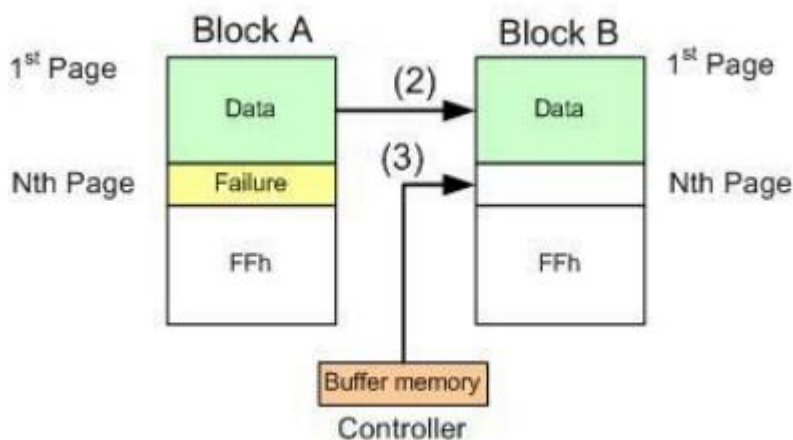 Block A
Block B
1st Page
1st Page
Data
(2)
Data
(3)
Nth Page
Failure
Nth Page
FFh
FFh
Buffer memory
Controller